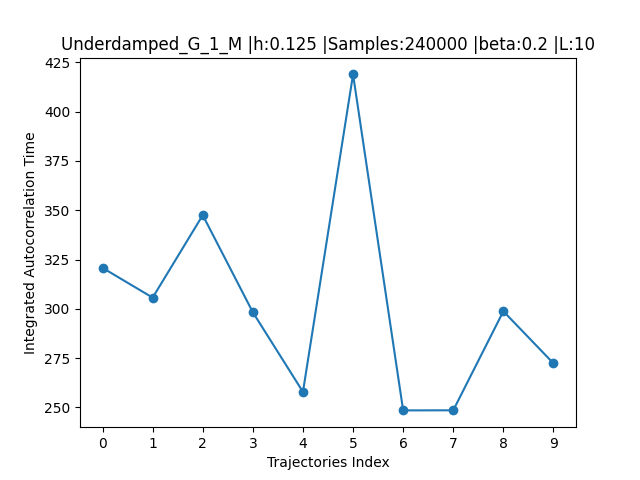 Underdamped_G_1_M |h:0.125 |Samples:240000 |beta:0.2 |L:10
425
400
375
350
325
300
275
250
Integrated Autocorrelation Time
0 1 2 3 4 5 6 7 8 9
Trajectories Index